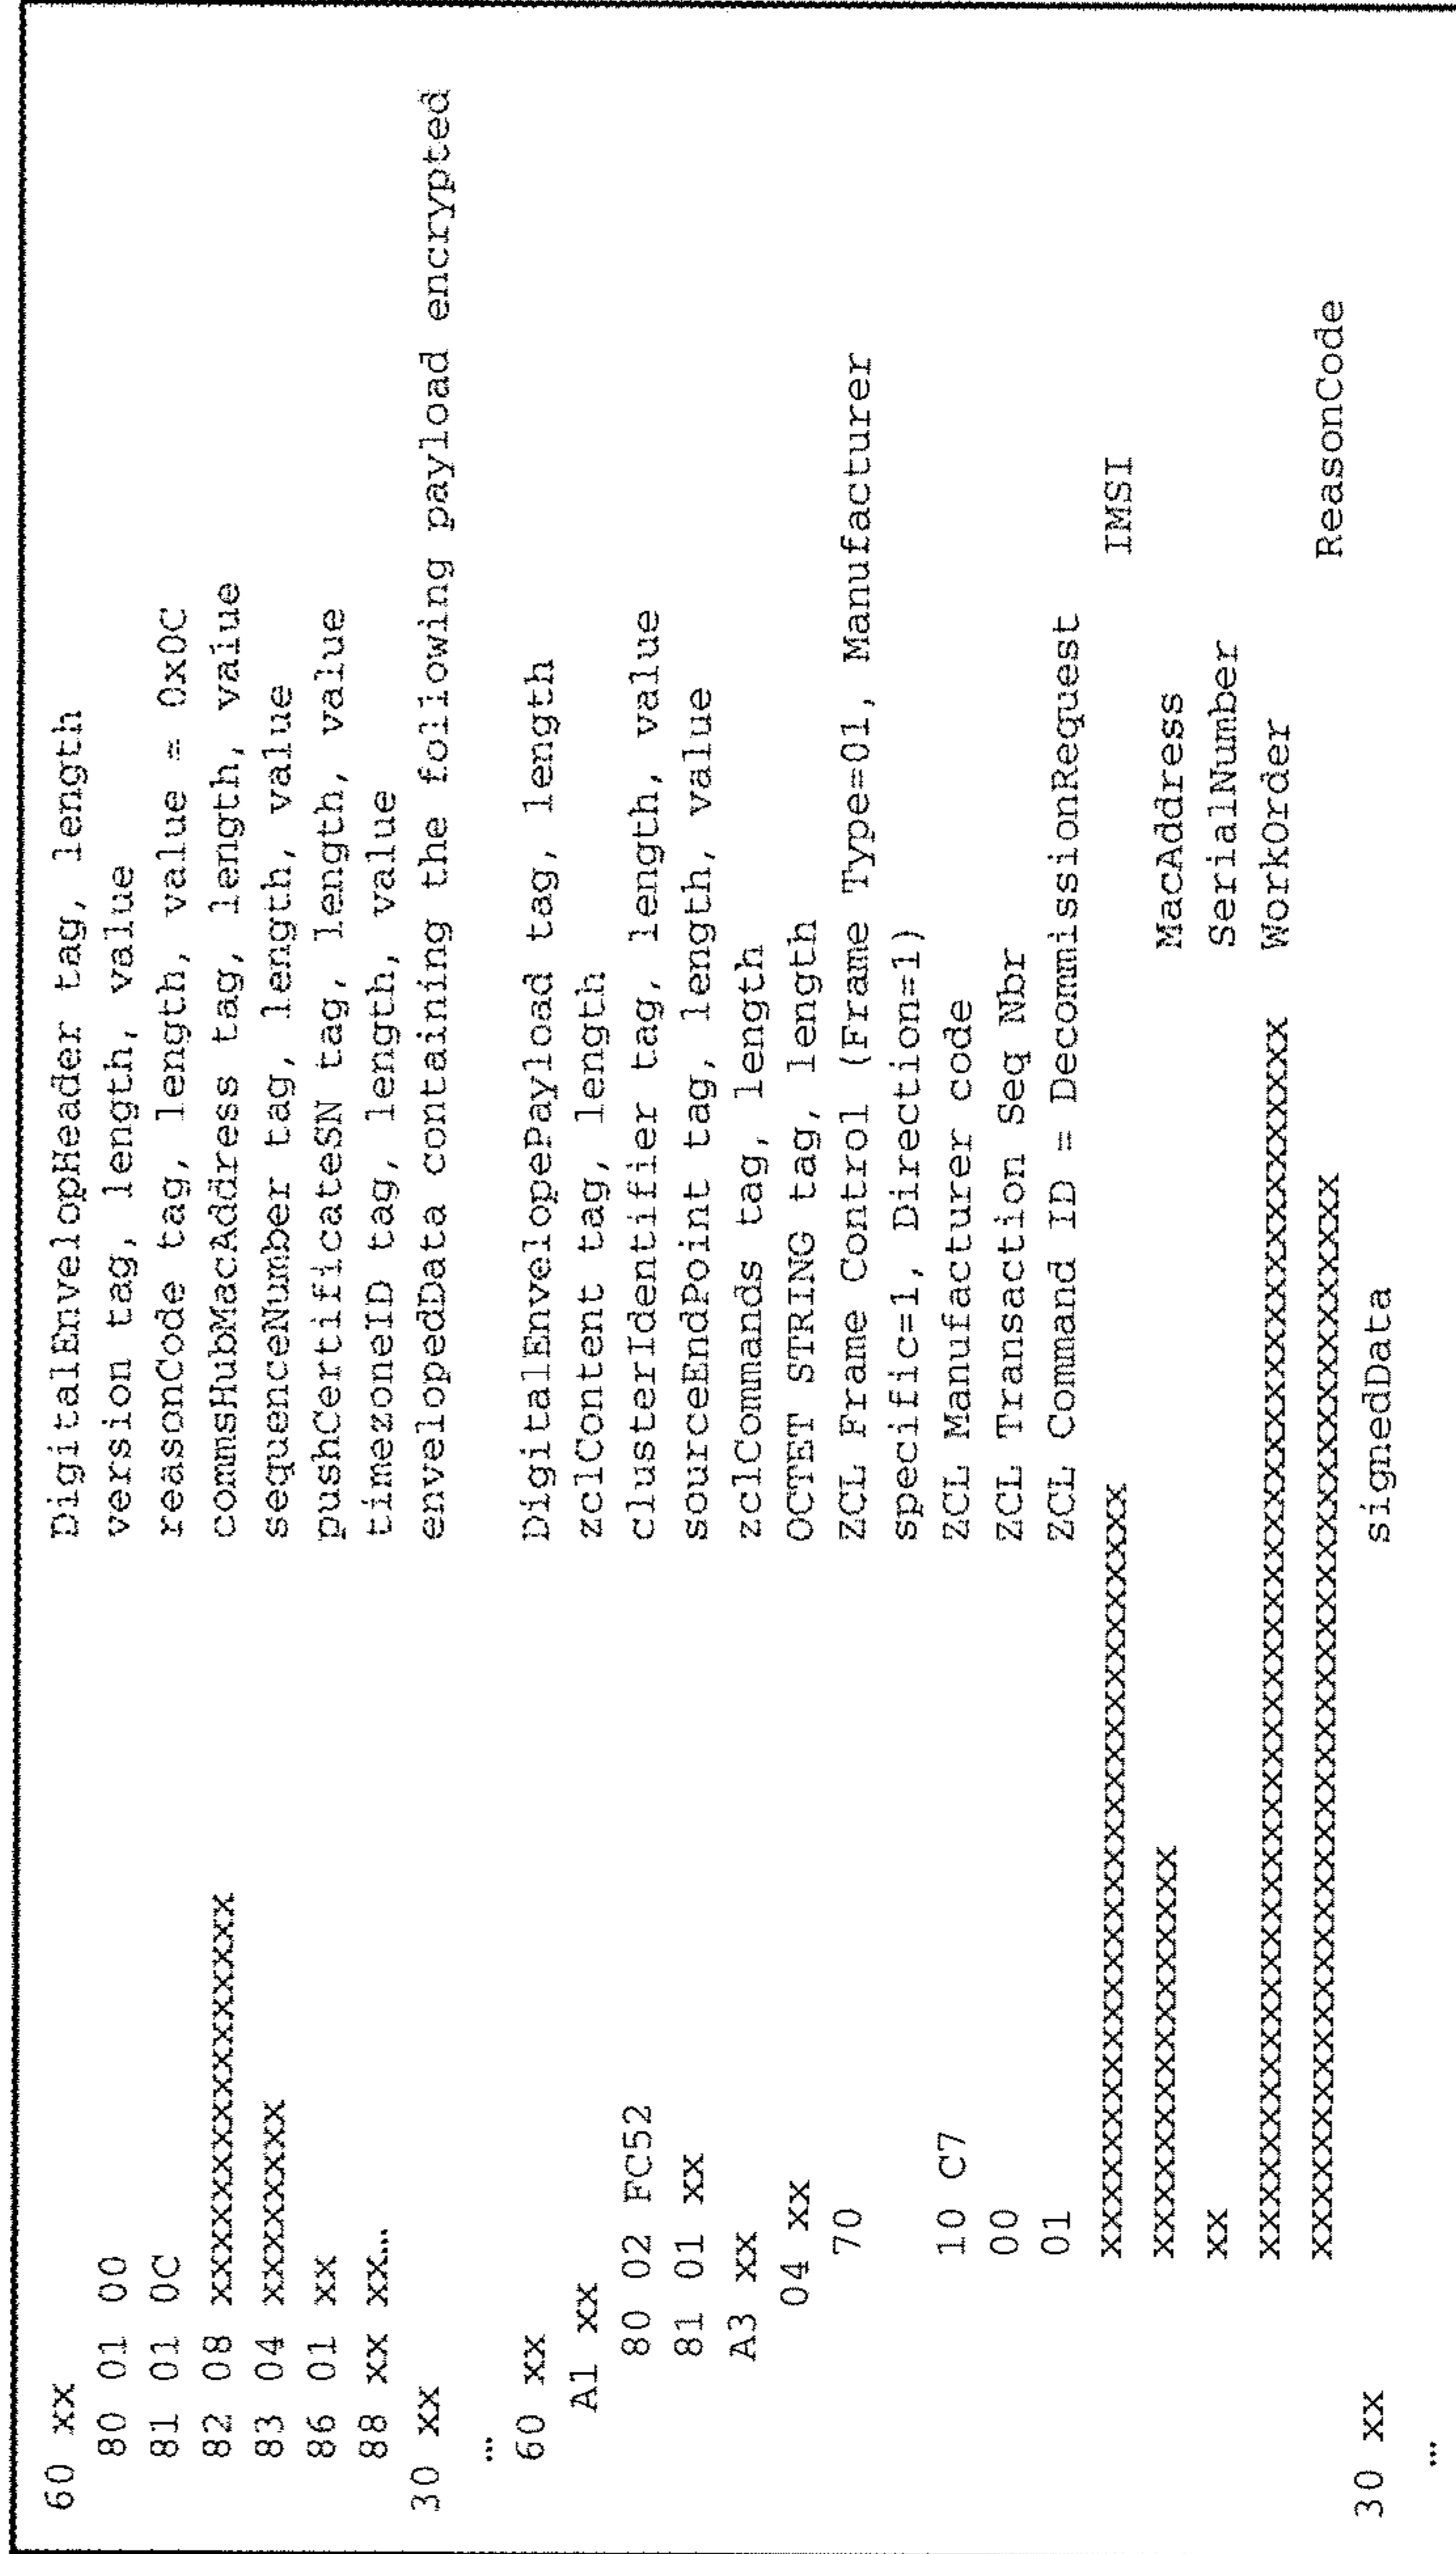 60 xx DigitalEnvelopHeader tag, length
80 01 00 version tag, length, value
81 01 0C reasonCode tag, length, value = 0x0C
82 08 xxxxxxxxxxxxxxxx commsHubMacAddress tag, length, value
83 04 xxxxxxxx sequenceNumber tag, length, value
86 01 xx pushCertificateSN tag, length, value
88 xx xx… timezoneID tag, length, value
30 xx envelopedData containing the following payload encrypted
…
60 xx DigitalEnvelopePayload tag, length
A1 xx zclContent tag, length
80 02 FC52 clusterIdentifier tag, length, value
81 01 xx sourceEndPoint tag, length, value
A3 xx zclCommands tag, length
04 xx OCTET STRING tag, length
70 ZCL Frame Control (Frame Type=01, Manufacturer
specific=1, Direction=1)
10 C7 ZCL Manufacturer code
00 ZCL Transaction Seq Nbr
01 ZCL Command ID = DecommissionRequest
xxxxxxxxxxxxxxxxxxxxxxxxxxxxxx IMSI
xxxxxxxxxxxxxxxx MacAddress
xx SerialNumber
xxxxxxxxxxxxxxxxxxxxxxxxxxxxxxxxxxxxxxxxxxxxxxxx WorkOrder
xxxxxxxxxxxxxxxxxxxxxxxxxxxxxxxxxxxxxxxxxx ReasonCode
30 xx signedData
…